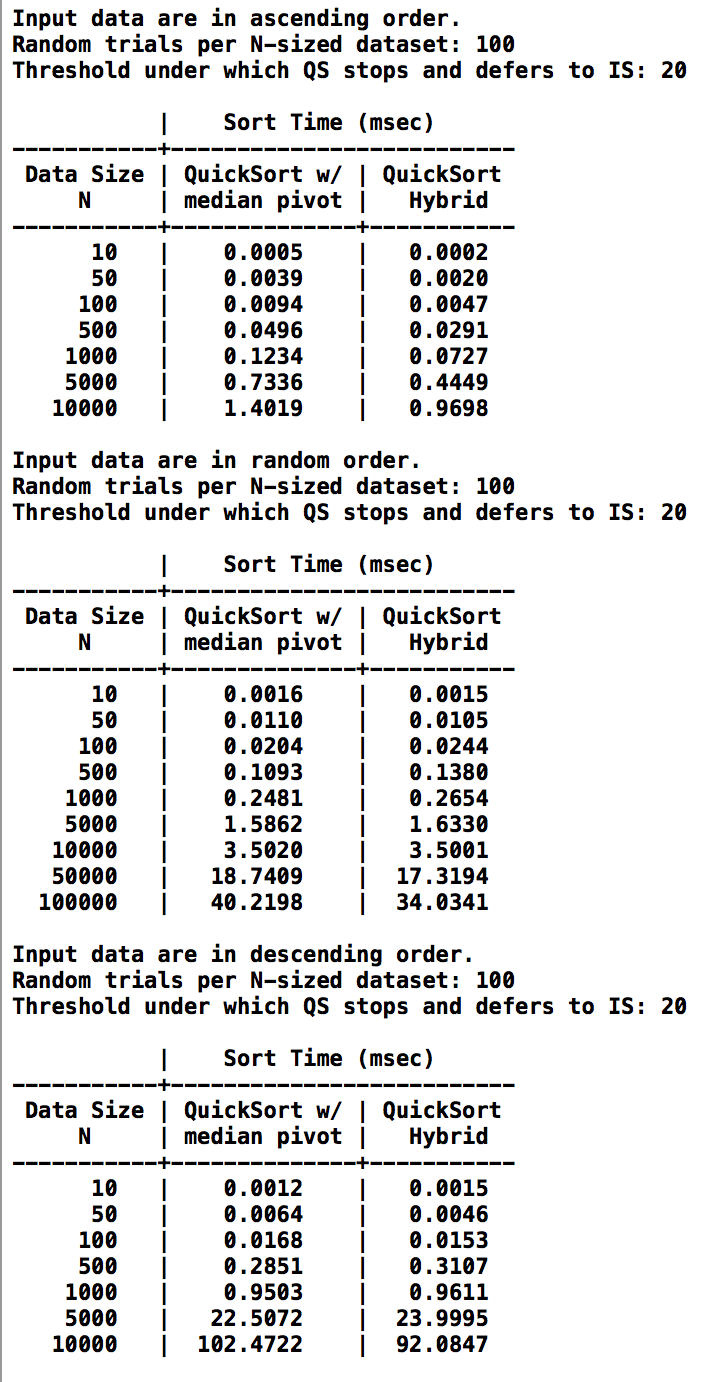 Input data are in ascending order.
Random trials per N-sized dataset: 100
Threshold under which QS stops and defers to IS: 20

           |    Sort Time (msec)
-----------+--------------------------
 Data Size | QuickSort w/ | QuickSort
     N     | median pivot |   Hybrid
-----------+--------------+-----------
      10   |    0.0005    |   0.0002
      50   |    0.0039    |   0.0020
     100   |    0.0094    |   0.0047
     500   |    0.0496    |   0.0291
    1000   |    0.1234    |   0.0727
    5000   |    0.7336    |   0.4449
   10000   |    1.4019    |   0.9698

Input data are in random order.
Random trials per N-sized dataset: 100
Threshold under which QS stops and defers to IS: 20

           |    Sort Time (msec)
-----------+--------------------------
 Data Size | QuickSort w/ | QuickSort
     N     | median pivot |   Hybrid
-----------+--------------+-----------
      10   |    0.0016    |   0.0015
      50   |    0.0110    |   0.0105
     100   |    0.0204    |   0.0244
     500   |    0.1093    |   0.1380
    1000   |    0.2481    |   0.2654
    5000   |    1.5862    |   1.6330
   10000   |    3.5020    |   3.5001
   50000   |   18.7409    |  17.3194
  100000   |   40.2198    |  34.0341

Input data are in descending order.
Random trials per N-sized dataset: 100
Threshold under which QS stops and defers to IS: 20

           |    Sort Time (msec)
-----------+--------------------------
 Data Size | QuickSort w/ | QuickSort
     N     | median pivot |   Hybrid
-----------+--------------+-----------
      10   |    0.0012    |   0.0015
      50   |    0.0064    |   0.0046
     100   |    0.0168    |   0.0153
     500   |    0.2851    |   0.3107
    1000   |    0.9503    |   0.9611
    5000   |   22.5072    |  23.9995
   10000   |  102.4722    |  92.0847